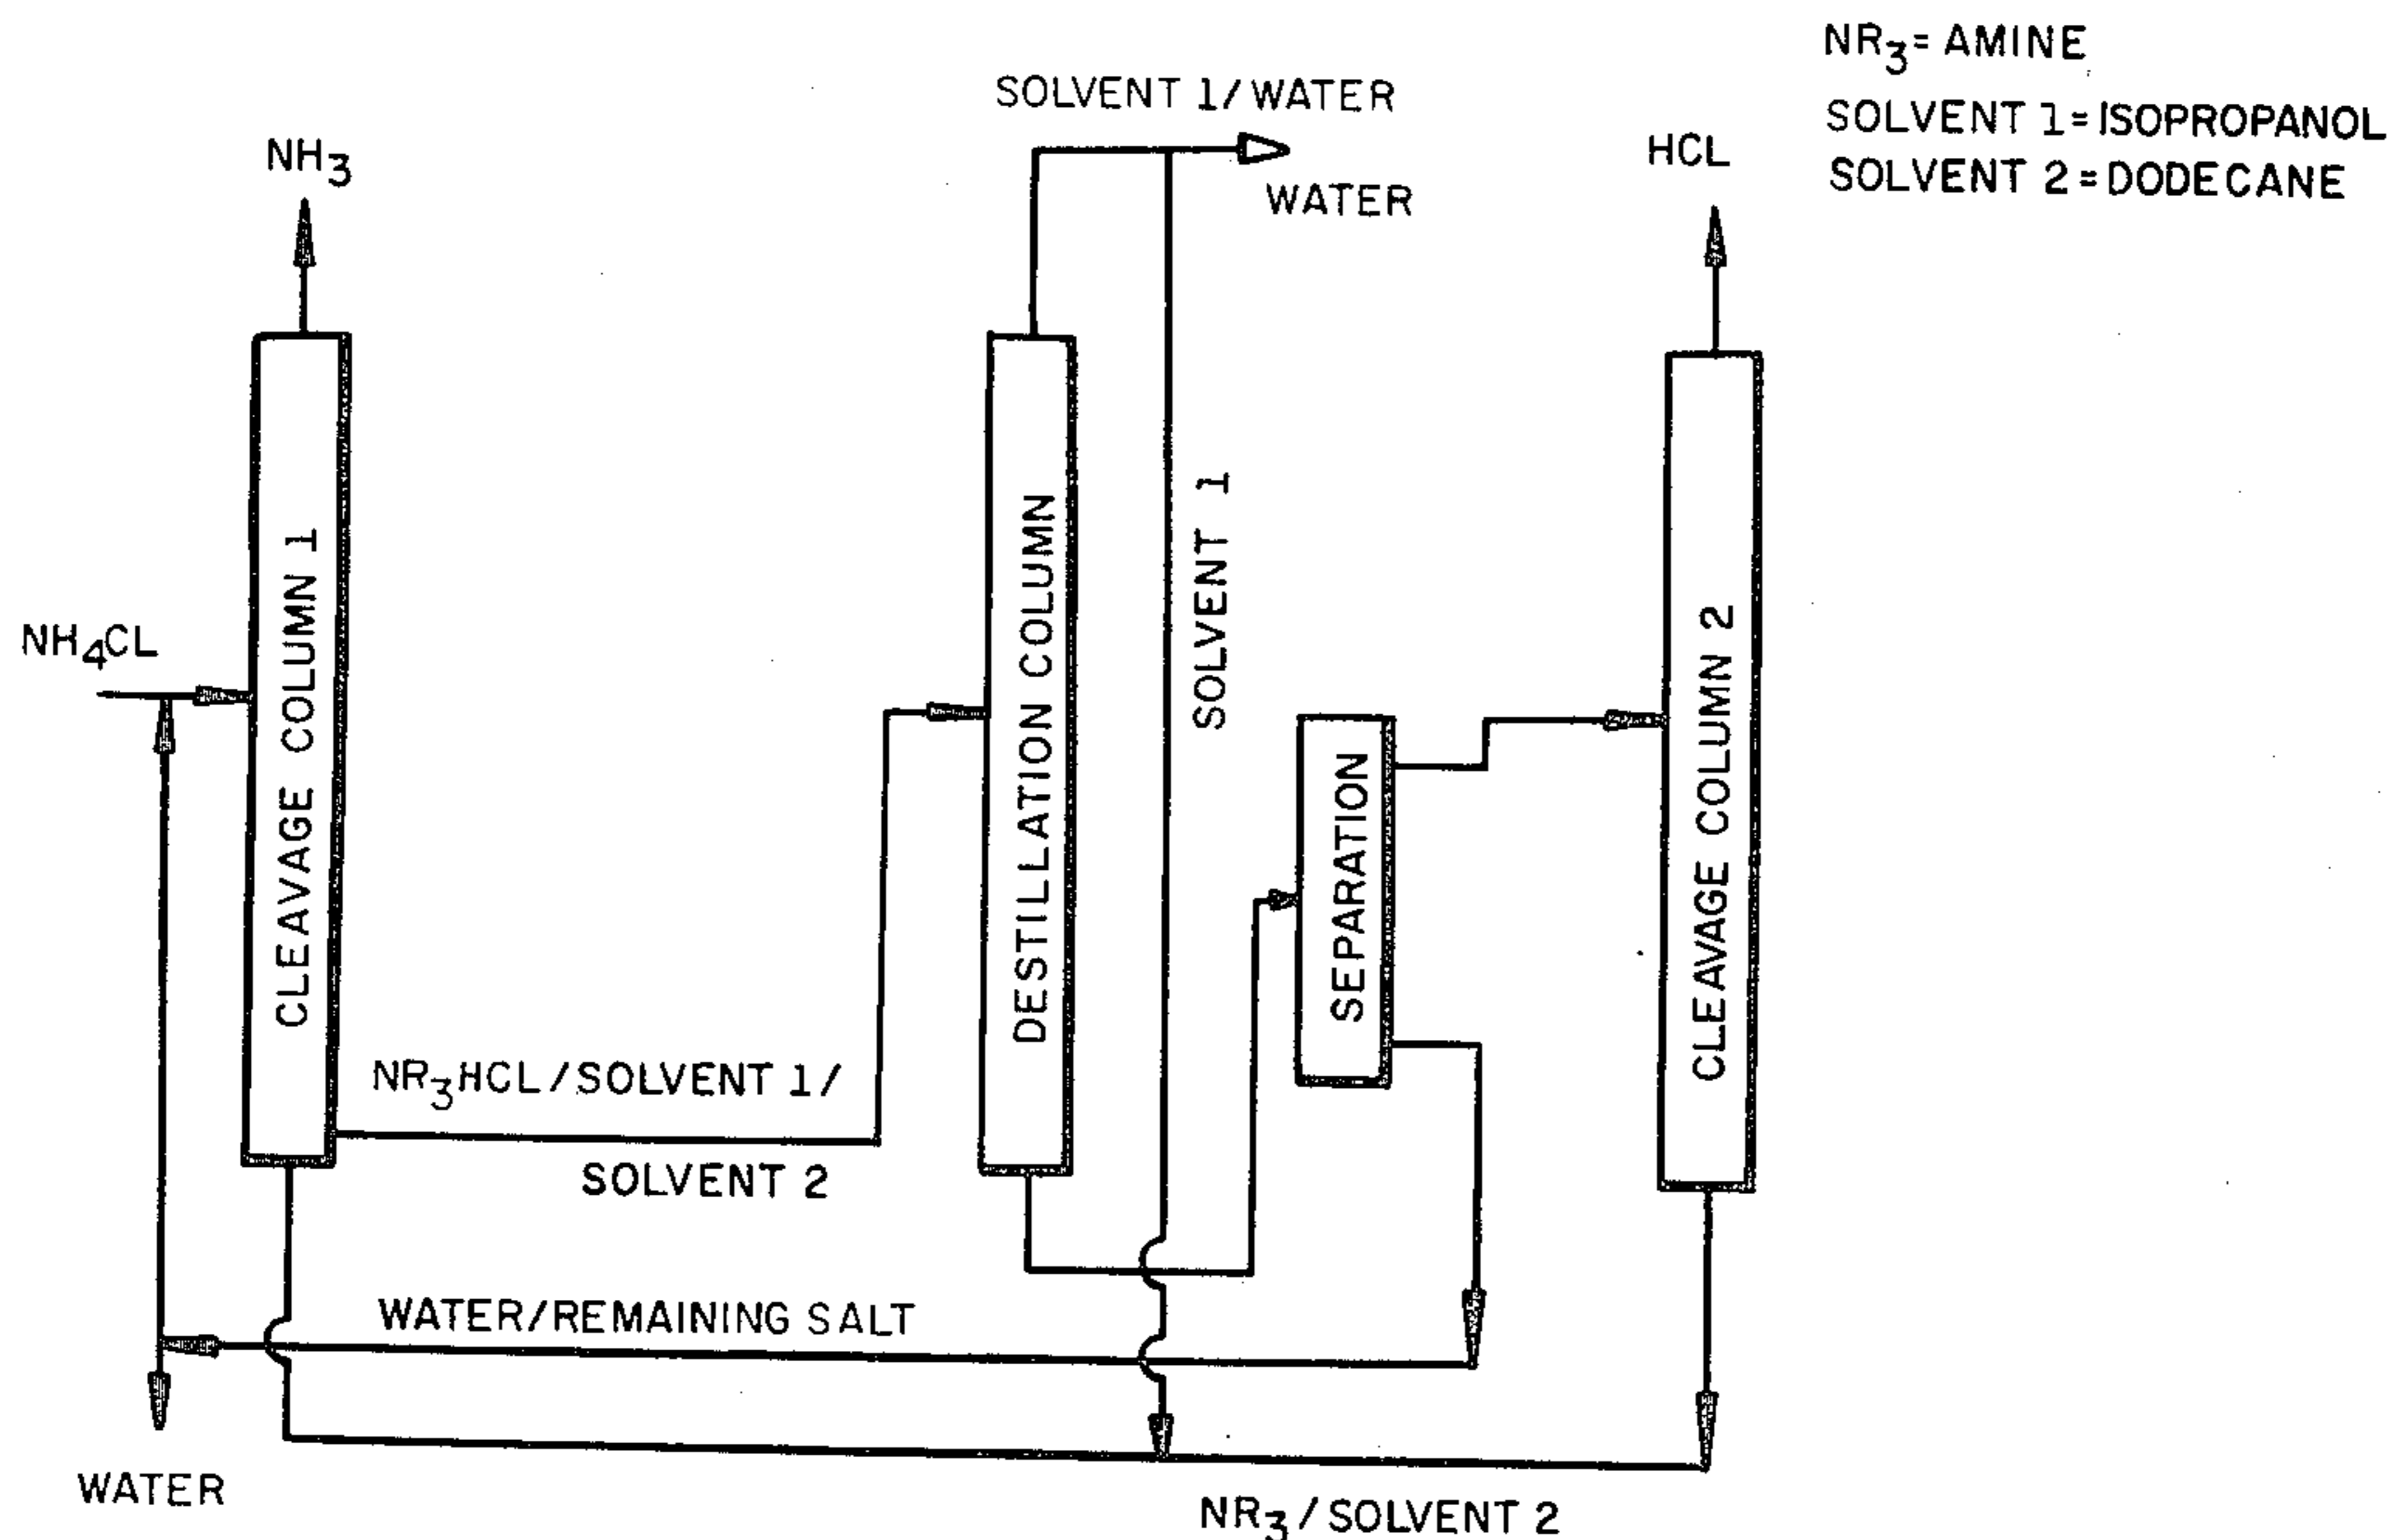 NR3= AMINE
SOLVENT 1= ISOPROPANOL
SOLVENT 2= DODECANE
SOLVENT 1/WATER
WATER
NH3
HCL
NH4CL
CLEAVAGE COLUMN 1
DESTILLATION COLUMN
SOLVENT 1
SEPARATION
CLEAVAGE COLUMN 2
NR3HCL/SOLVENT 1/
SOLVENT 2
WATER/REMAINING SALT
WATER
NR3/SOLVENT 2